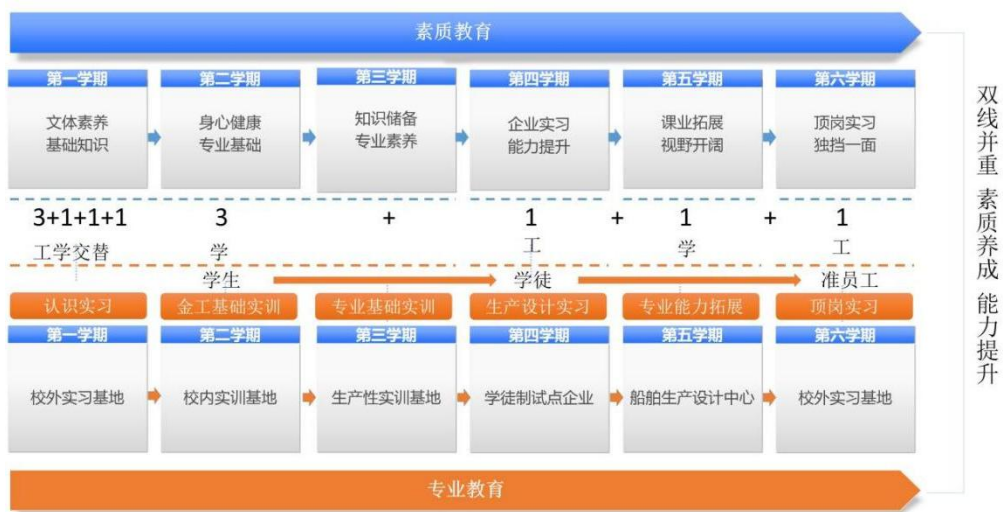 素质教育
第一学期
文体素养
基础知识
第二学期
身心健康
专业基础
第三学期
知识储备
专业素养
第四学期
企业实习
能力提升
第五学期
课业拓展
视野开阔
第六学期
顶岗实习
独挡一面
3+1+1+1 3 + 1 + 1 + 1
工学交替 学 工 学 工
学生 学徒 准员工
认识实习 金工基础实训 专业基础实训 生产设计实习 专业能力拓展 顶岗实习
第一学期 第二学期 第三学期 第四学期 第五学期 第六学期
校外实习基地 校内实训基地 生产性实训基地 学徒制试点企业 船舶生产设计中心 校外实习基地
专业教育
双线并重 素质养成 能力提升